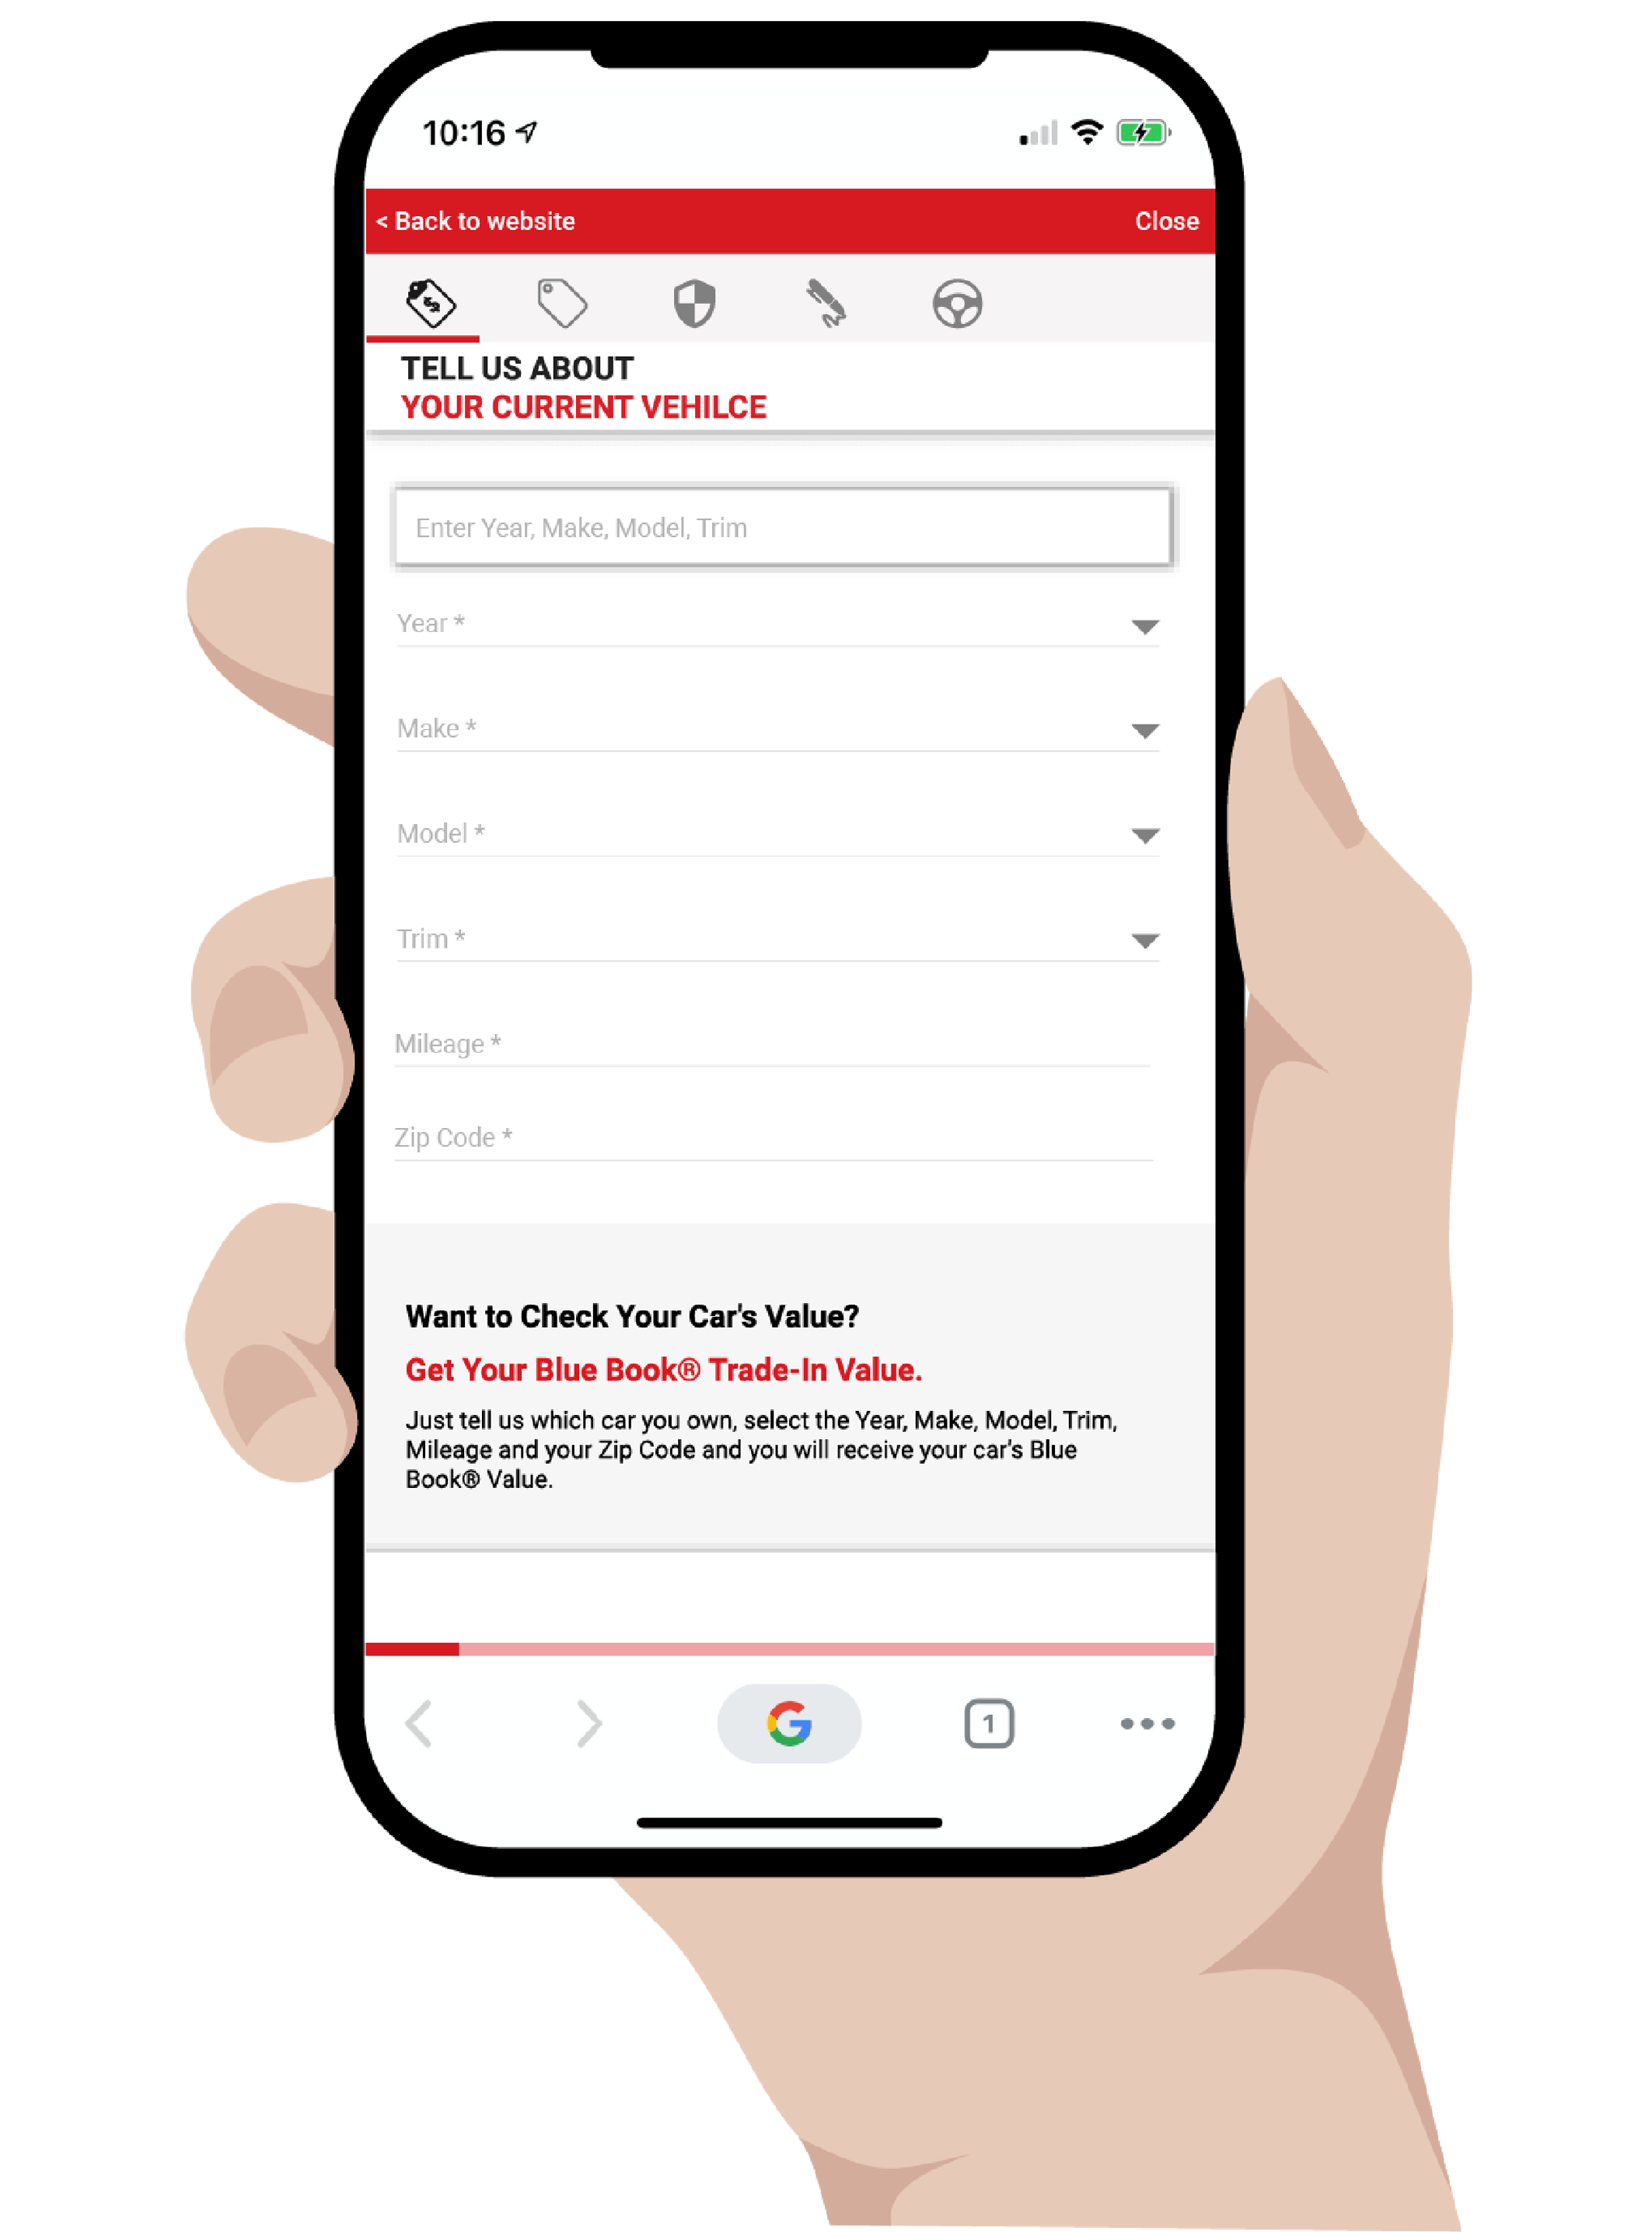 10:16
< Back to website Close
TELL US ABOUT
YOUR CURRENT VEHILCE
Enter Year, Make, Model, Trim
Year *
Make *
Model *
Trim *
Mileage *
Zip Code *
Want to Check Your Car's Value?
Get Your Blue Book® Trade-In Value.
Just tell us which car you own, select the Year, Make, Model, Trim,
Mileage and your Zip Code and you will receive your car's Blue
Book® Value.
G 1